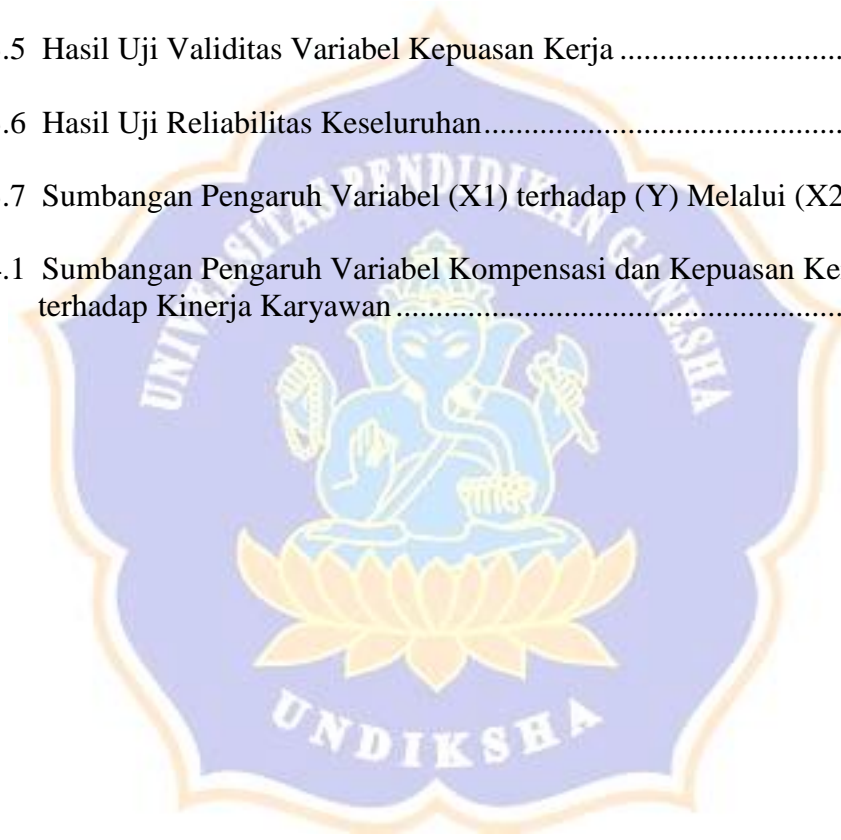 .5 Hasil Uji Validitas Variabel Kepuasan Kerja ............................
.6 Hasil Uji Reliabilitas Keseluruhan.............................................
.7 Sumbangan Pengaruh Variabel (X1) terhadap (Y) Melalui (X2
.1 Sumbangan Pengaruh Variabel Kompensasi dan Kepuasan Ke
terhadap Kinerja Karyawan........................................................
UNIVERSITAS PENDIDIKAN GANESHA
UNDIKSHA